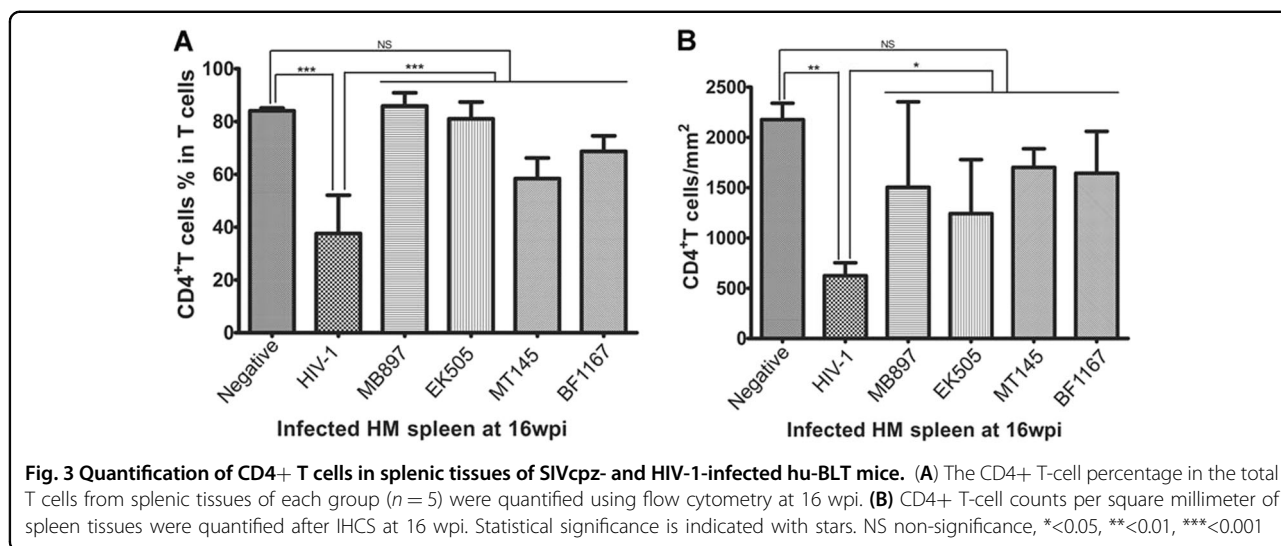 A
NS
***
***
100
80
60
40
20
0
CD4+T cells % in T cells
Negative
HIV-1
MB897
EK505
MT145
BF1167
Infected HM spleen at 16wpi
B
NS
**
*
2500
2000
1500
1000
500
0
CD4+T cells/mm²
Negative
HIV-1
MB897
EK505
MT145
BF1167
Infected HM spleen at 16wpi
Fig. 3 Quantification of CD4+ T cells in splenic tissues of SIVcpz- and HIV-1-infected hu-BLT mice. (A) The CD4+ T-cell percentage in the total
T cells from splenic tissues of each group (n = 5) were quantified using flow cytometry at 16 wpi. (B) CD4+ T-cell counts per square millimeter of
spleen tissues were quantified after IHCS at 16 wpi. Statistical significance is indicated with stars. NS non-significance, *<0.05, **<0.01, ***<0.001